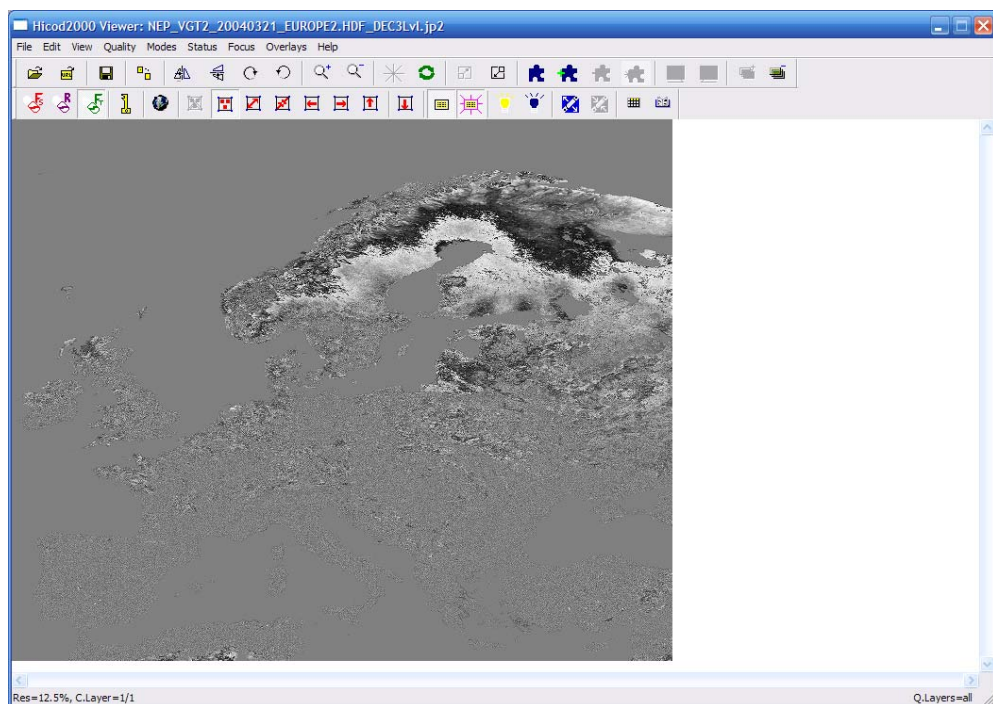 Hicod2000 Viewer: NEP_VGT2_20040321_EUROPE2.HDF_DEC3Lvl.jp2
File Edit View Quality Modes Status Focus Overlays Help
Res=12.5%, C.Layer=1/1
Q.Layers=all